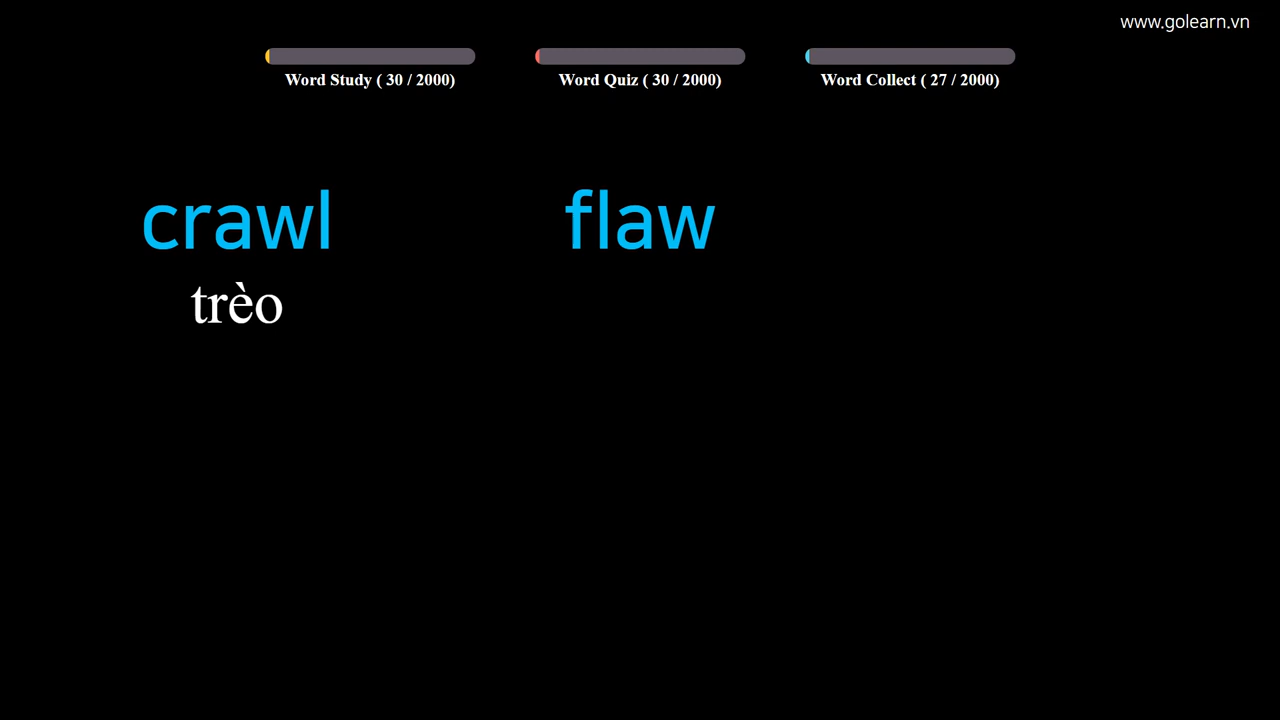 www.golearn.vn
Word Study ( 30 / 2000)
Word Quiz ( 30 / 2000)
Word Collect ( 27 / 2000)
crawl
flaw
trèo